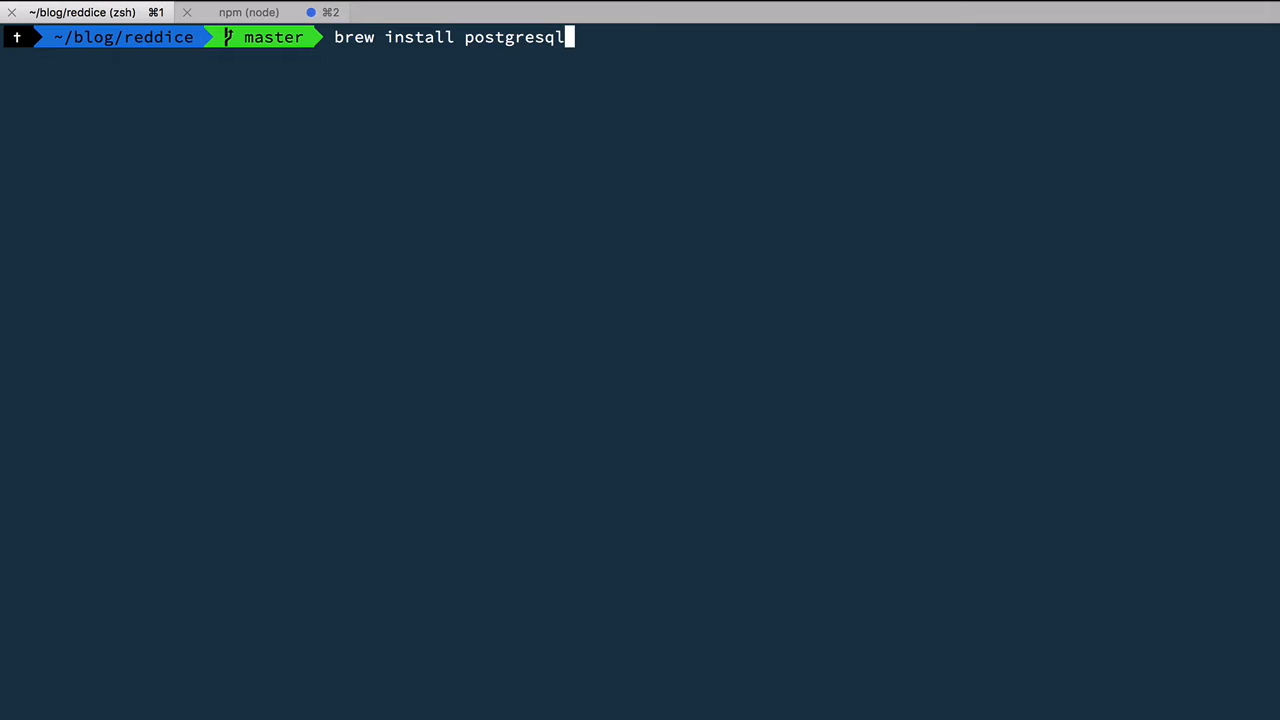 ~/blog/reddice (zsh) ⌘1 npm (node) ⌘2
~/blog/reddice master brew install postgresql